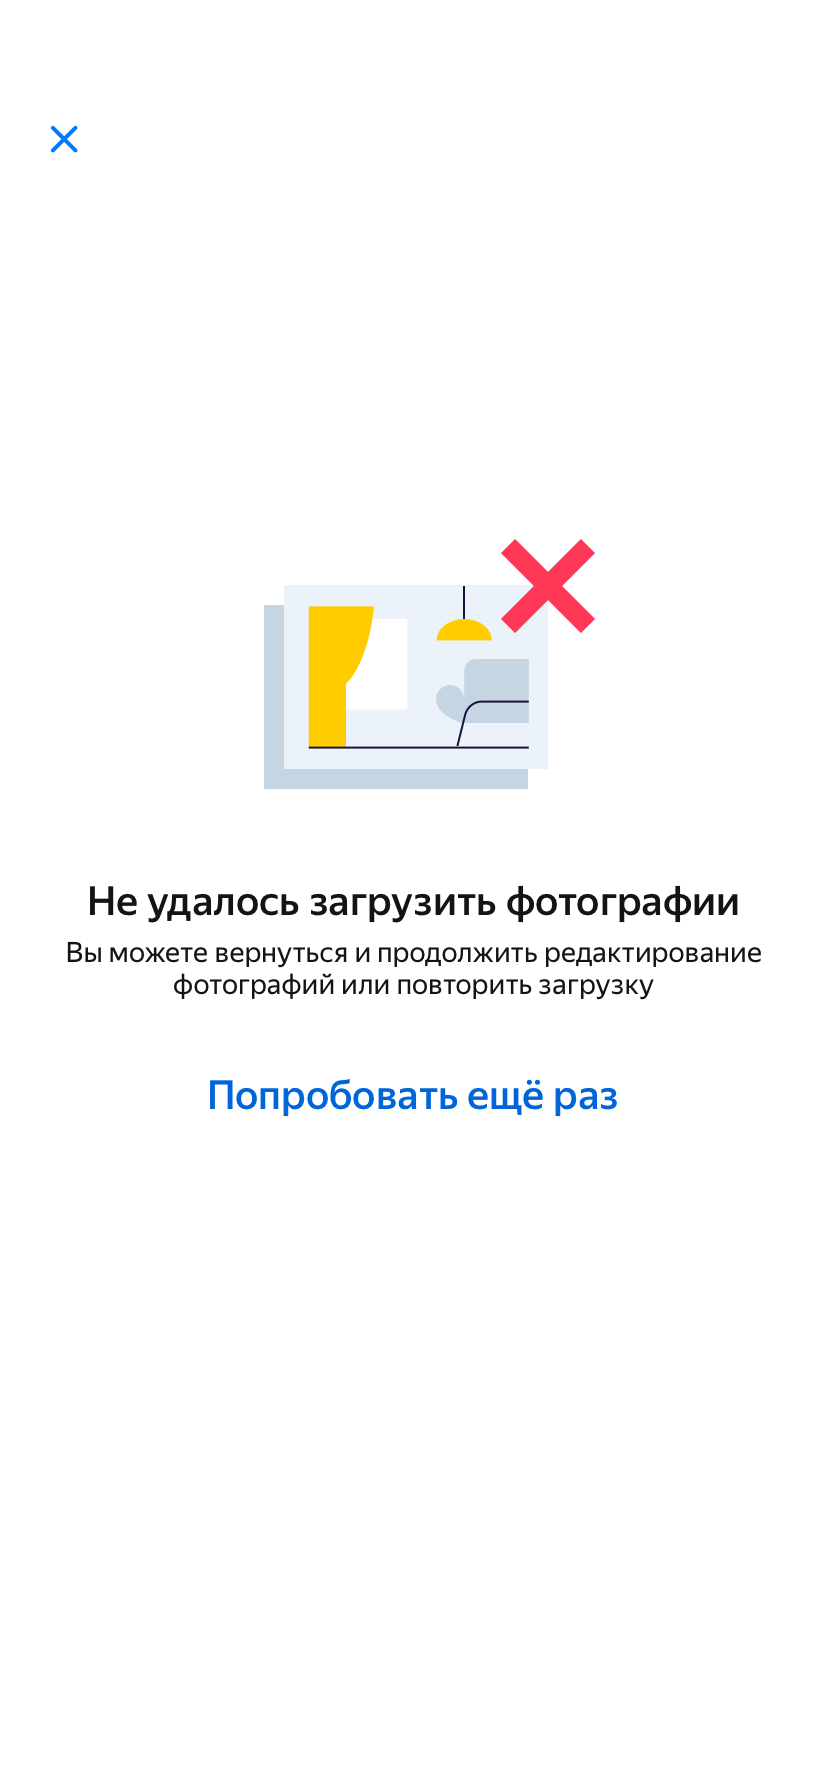 Не удалось загрузить фотографии
Вы можете вернуться и продолжить редактирование
фотографий или повторить загрузку
Попробовать ещё раз